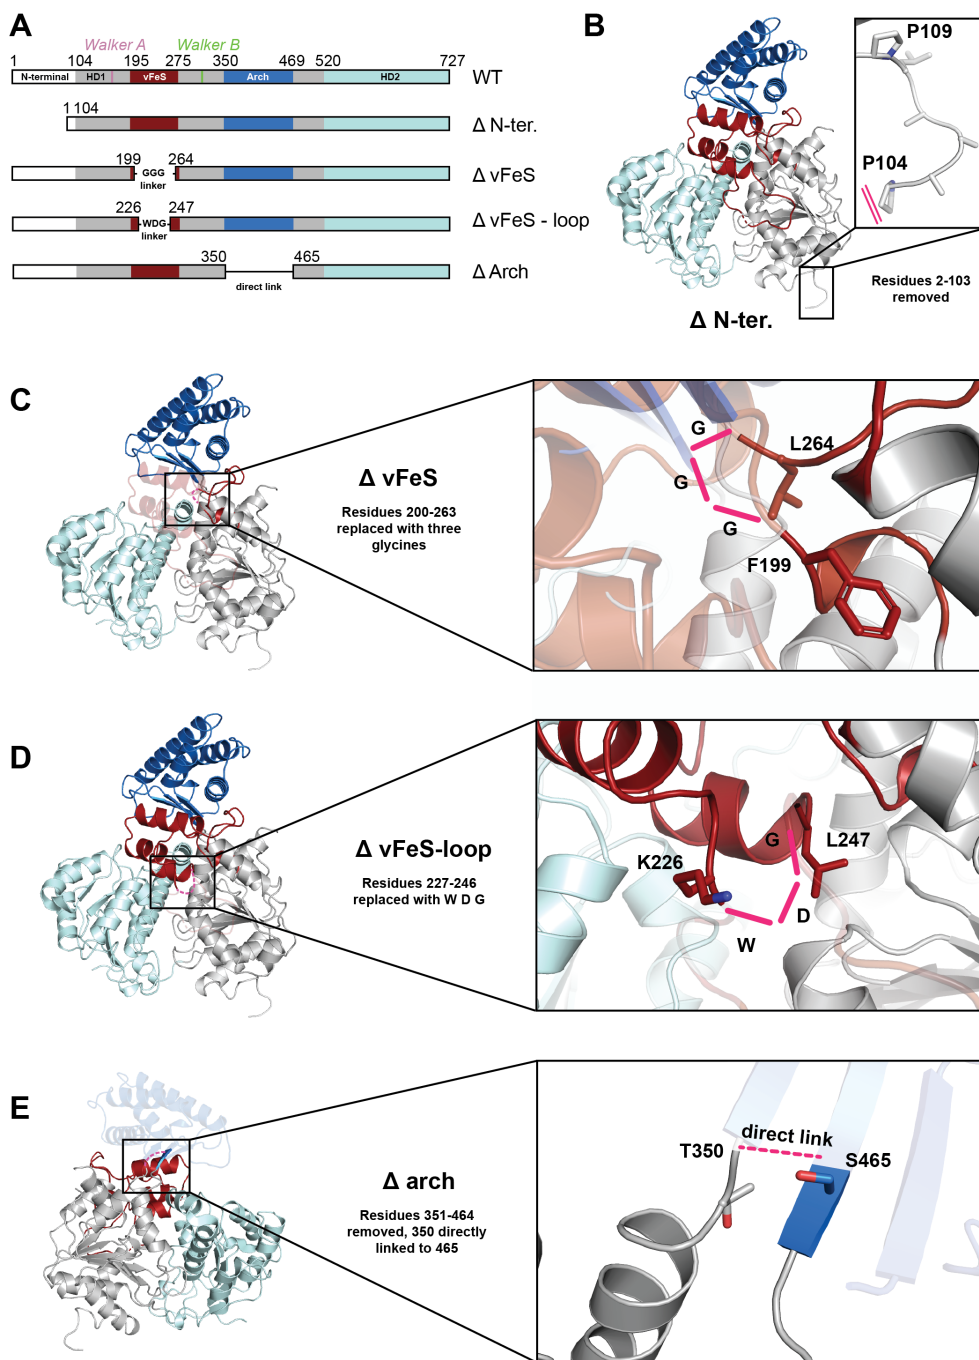 A
Walker A
Walker B
1 104 195 275 350 469 520 727
N-terminal HD1 vFeS Arch HD2
WT
1 104
Δ N-ter.
199 264
GGG
linker
Δ vFeS
226 247
WDG
linker
Δ vFeS - loop
350 465
direct link
Δ Arch
B
P109
P104
Residues 2-103
removed
Δ N-ter.
C
Δ vFeS
Residues 200-263
replaced with three
glycines
G
G
G
L264
F199
D
Δ vFeS-loop
Residues 227-246
replaced with W D G
K226
G
L247
D
W
E
Δ arch
Residues 351-464
removed, 350 directly
linked to 465
direct link
T350
S465